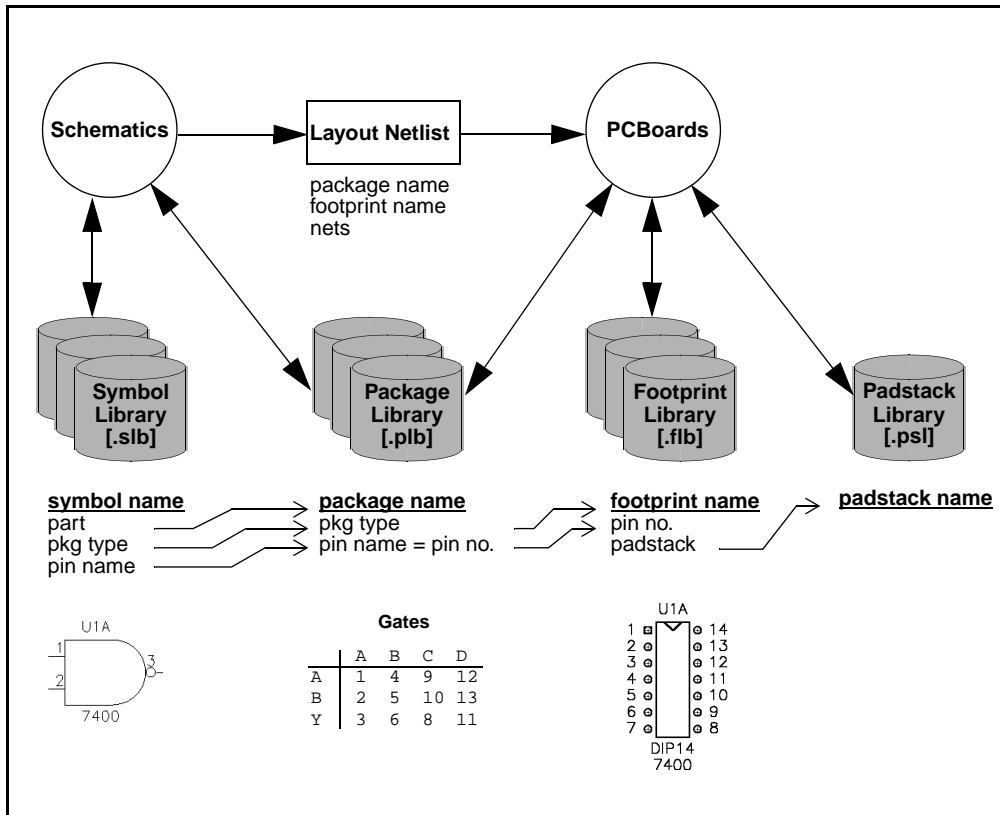 Schematics
Layout Netlist
PCBoards
package name
footprint name
nets
Symbol
Library
[.slb]
Package
Library
[.plb]
Footprint
Library
[.flb]
Padstack
Library
[.psl]
symbol name
part
pkg type
pin name
package name
pkg type
pin name = pin no.
footprint name
pin no.
padstack
padstack name
U1A
1
2
3
7400
Gates
A B C D
A 1 4 9 12
B 2 5 10 13
Y 3 6 8 11
U1A
1 14
2 13
3 12
4 11
5 10
6 9
7 8
DIP14
7400